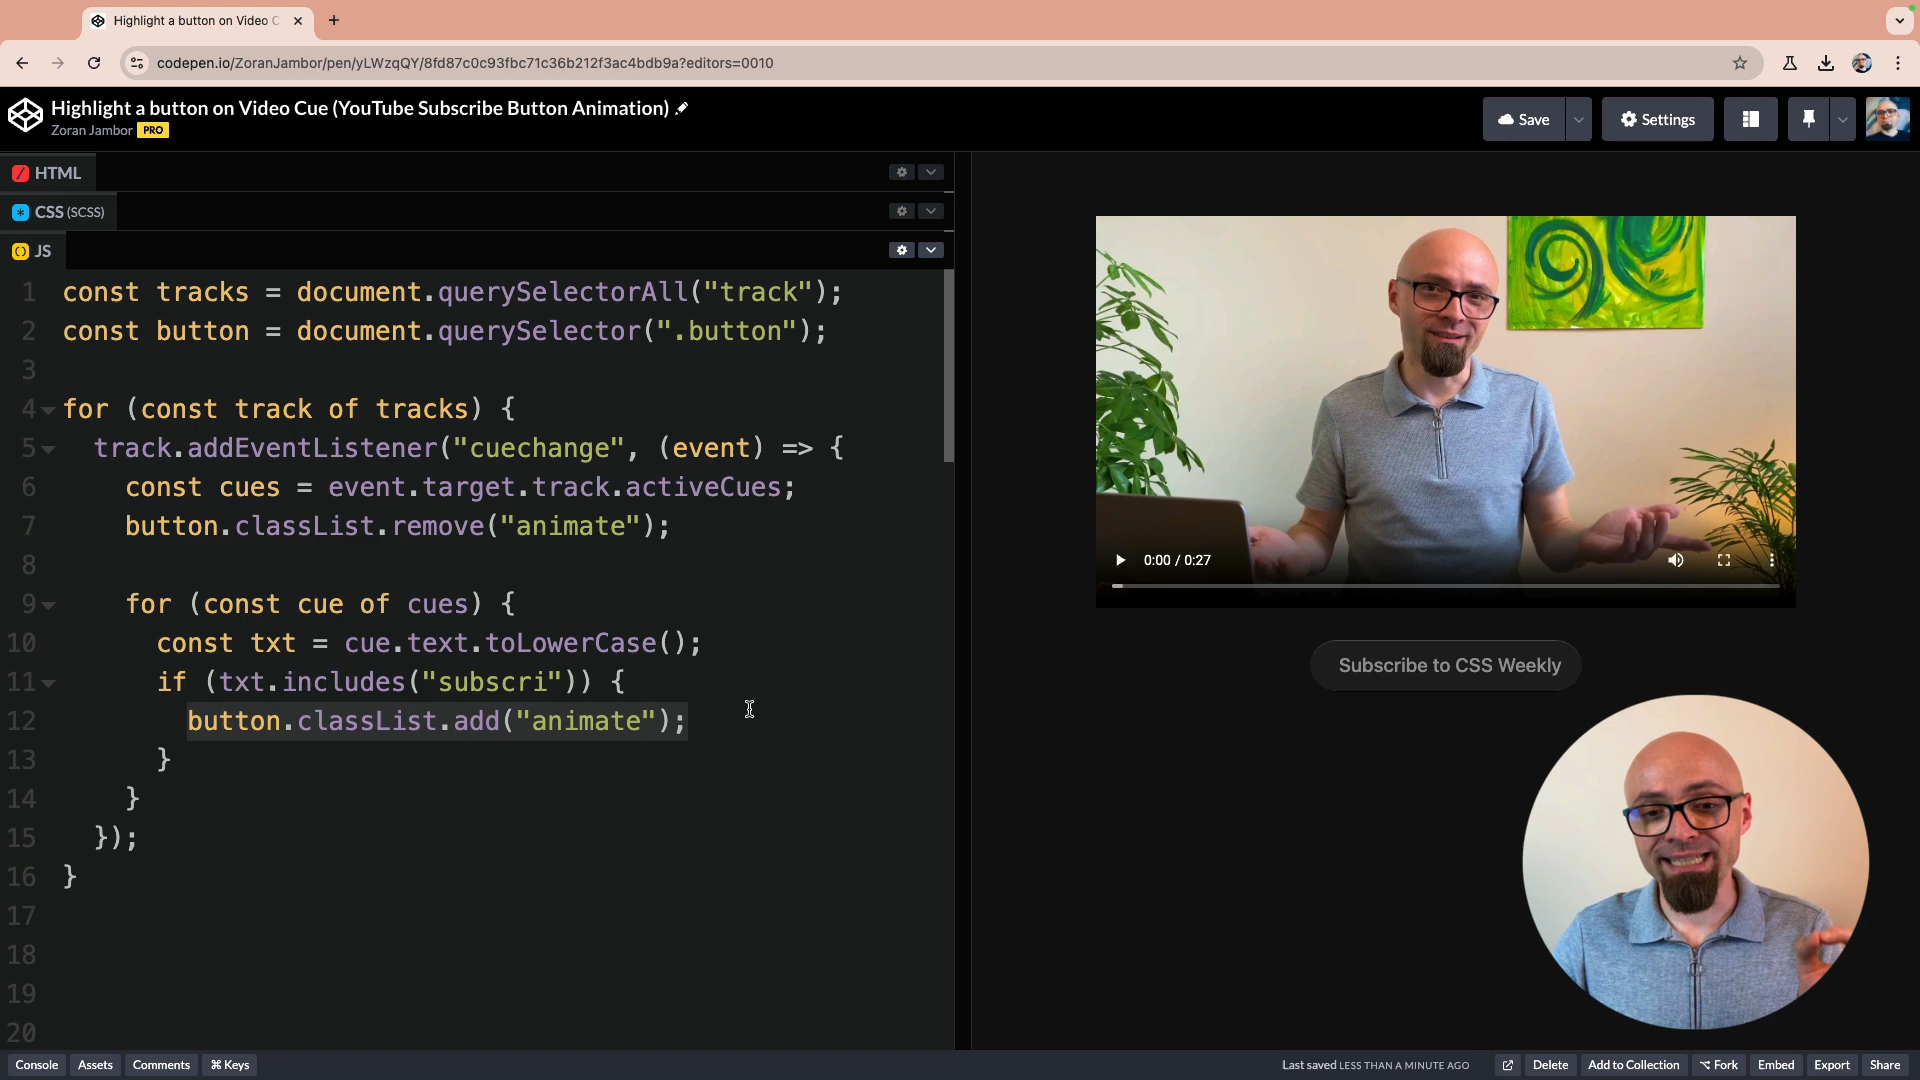 Highlight a button on Video C
codepen.io/ZoranJambor/pen/yLWzqQY/8fd87c0c93fbc71c36b212f3ac4bdb9a?editors=0010
Highlight a button on Video Cue (YouTube Subscribe Button Animation)
Zoran Jambor PRO
Save
Settings
HTML
CSS (SCSS)
JS
1 const tracks = document.querySelectorAll("track");
2 const button = document.querySelector(".button");
3
4 for (const track of tracks) {
5 track.addEventListener("cuechange", (event) => {
6 const cues = event.target.track.activeCues;
7 button.classList.remove("animate");
8
9 for (const cue of cues) {
10 const txt = cue.text.toLowerCase();
11 if (txt.includes("subscri")) {
12 button.classList.add("animate");
13 }
14 }
15 });
16 }
17
18
19
20
0:00 / 0:27
Subscribe to CSS Weekly
Console Assets Comments ⌘ Keys
Last saved LESS THAN A MINUTE AGO Delete Add to Collection ⌥ Fork Embed Export Share